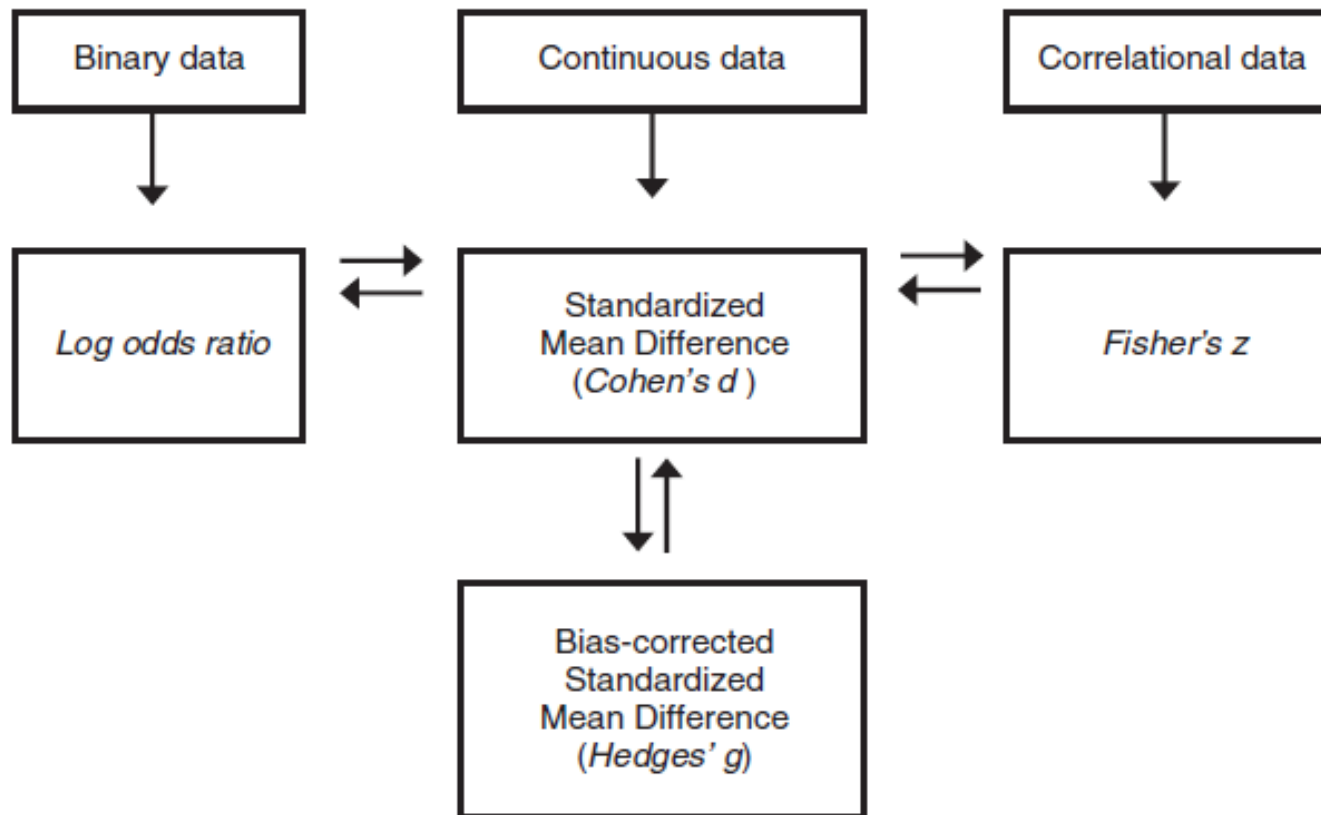 Binary data
Continuous data
Correlational data
Log odds ratio
Standardized
Mean Difference
(Cohen's d )
Fisher's z
Bias-corrected
Standardized
Mean Difference
(Hedges' g)